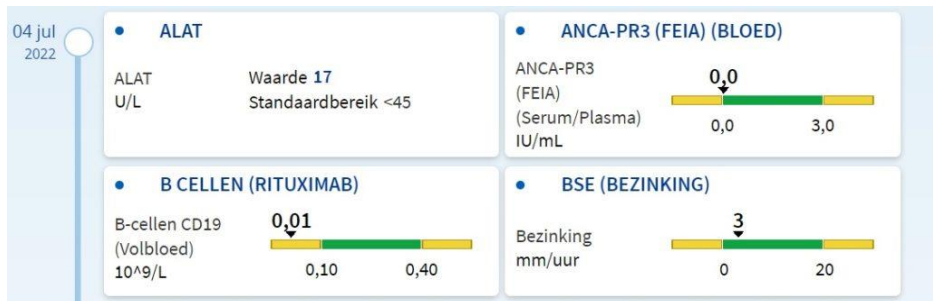 04 jul
2022
ALAT
ALAT
U/L
Waarde 17
Standaardbereik <45
ANCA-PR3 (FEIA) (BLOED)
ANCA-PR3
(FEIA)
(Serum/Plasma)
IU/mL
0,0
0,0 3,0
B CELLEN (RITUXIMAB)
B-cellen CD19
(Volbloed)
10^9/L
0,01
0,10 0,40
BSE (BEZINKING)
Bezinking
mm/uur
3
0 20